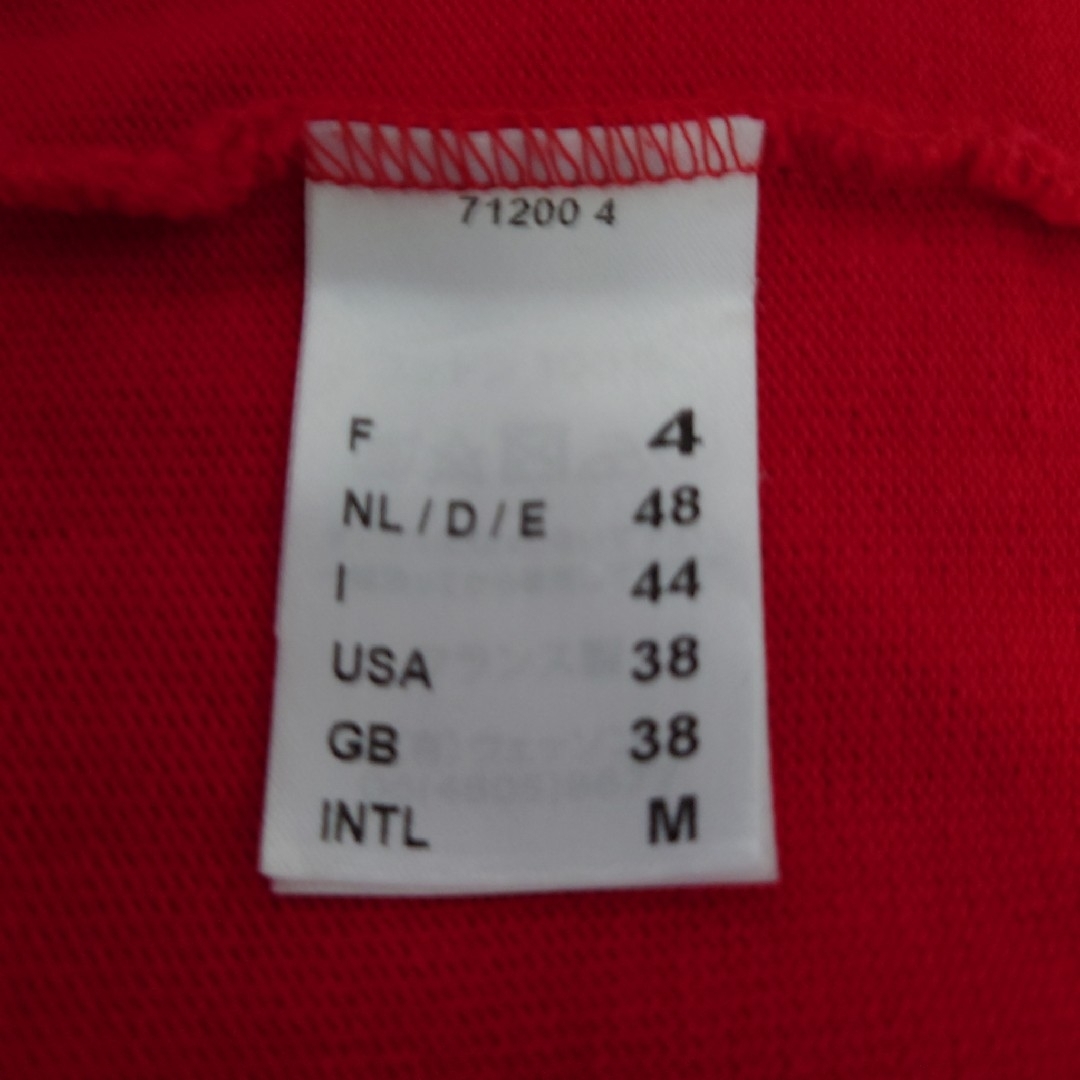 71200 4
F 4
NL / D / E 48
I 44
USA 38
GB 38
INTL M